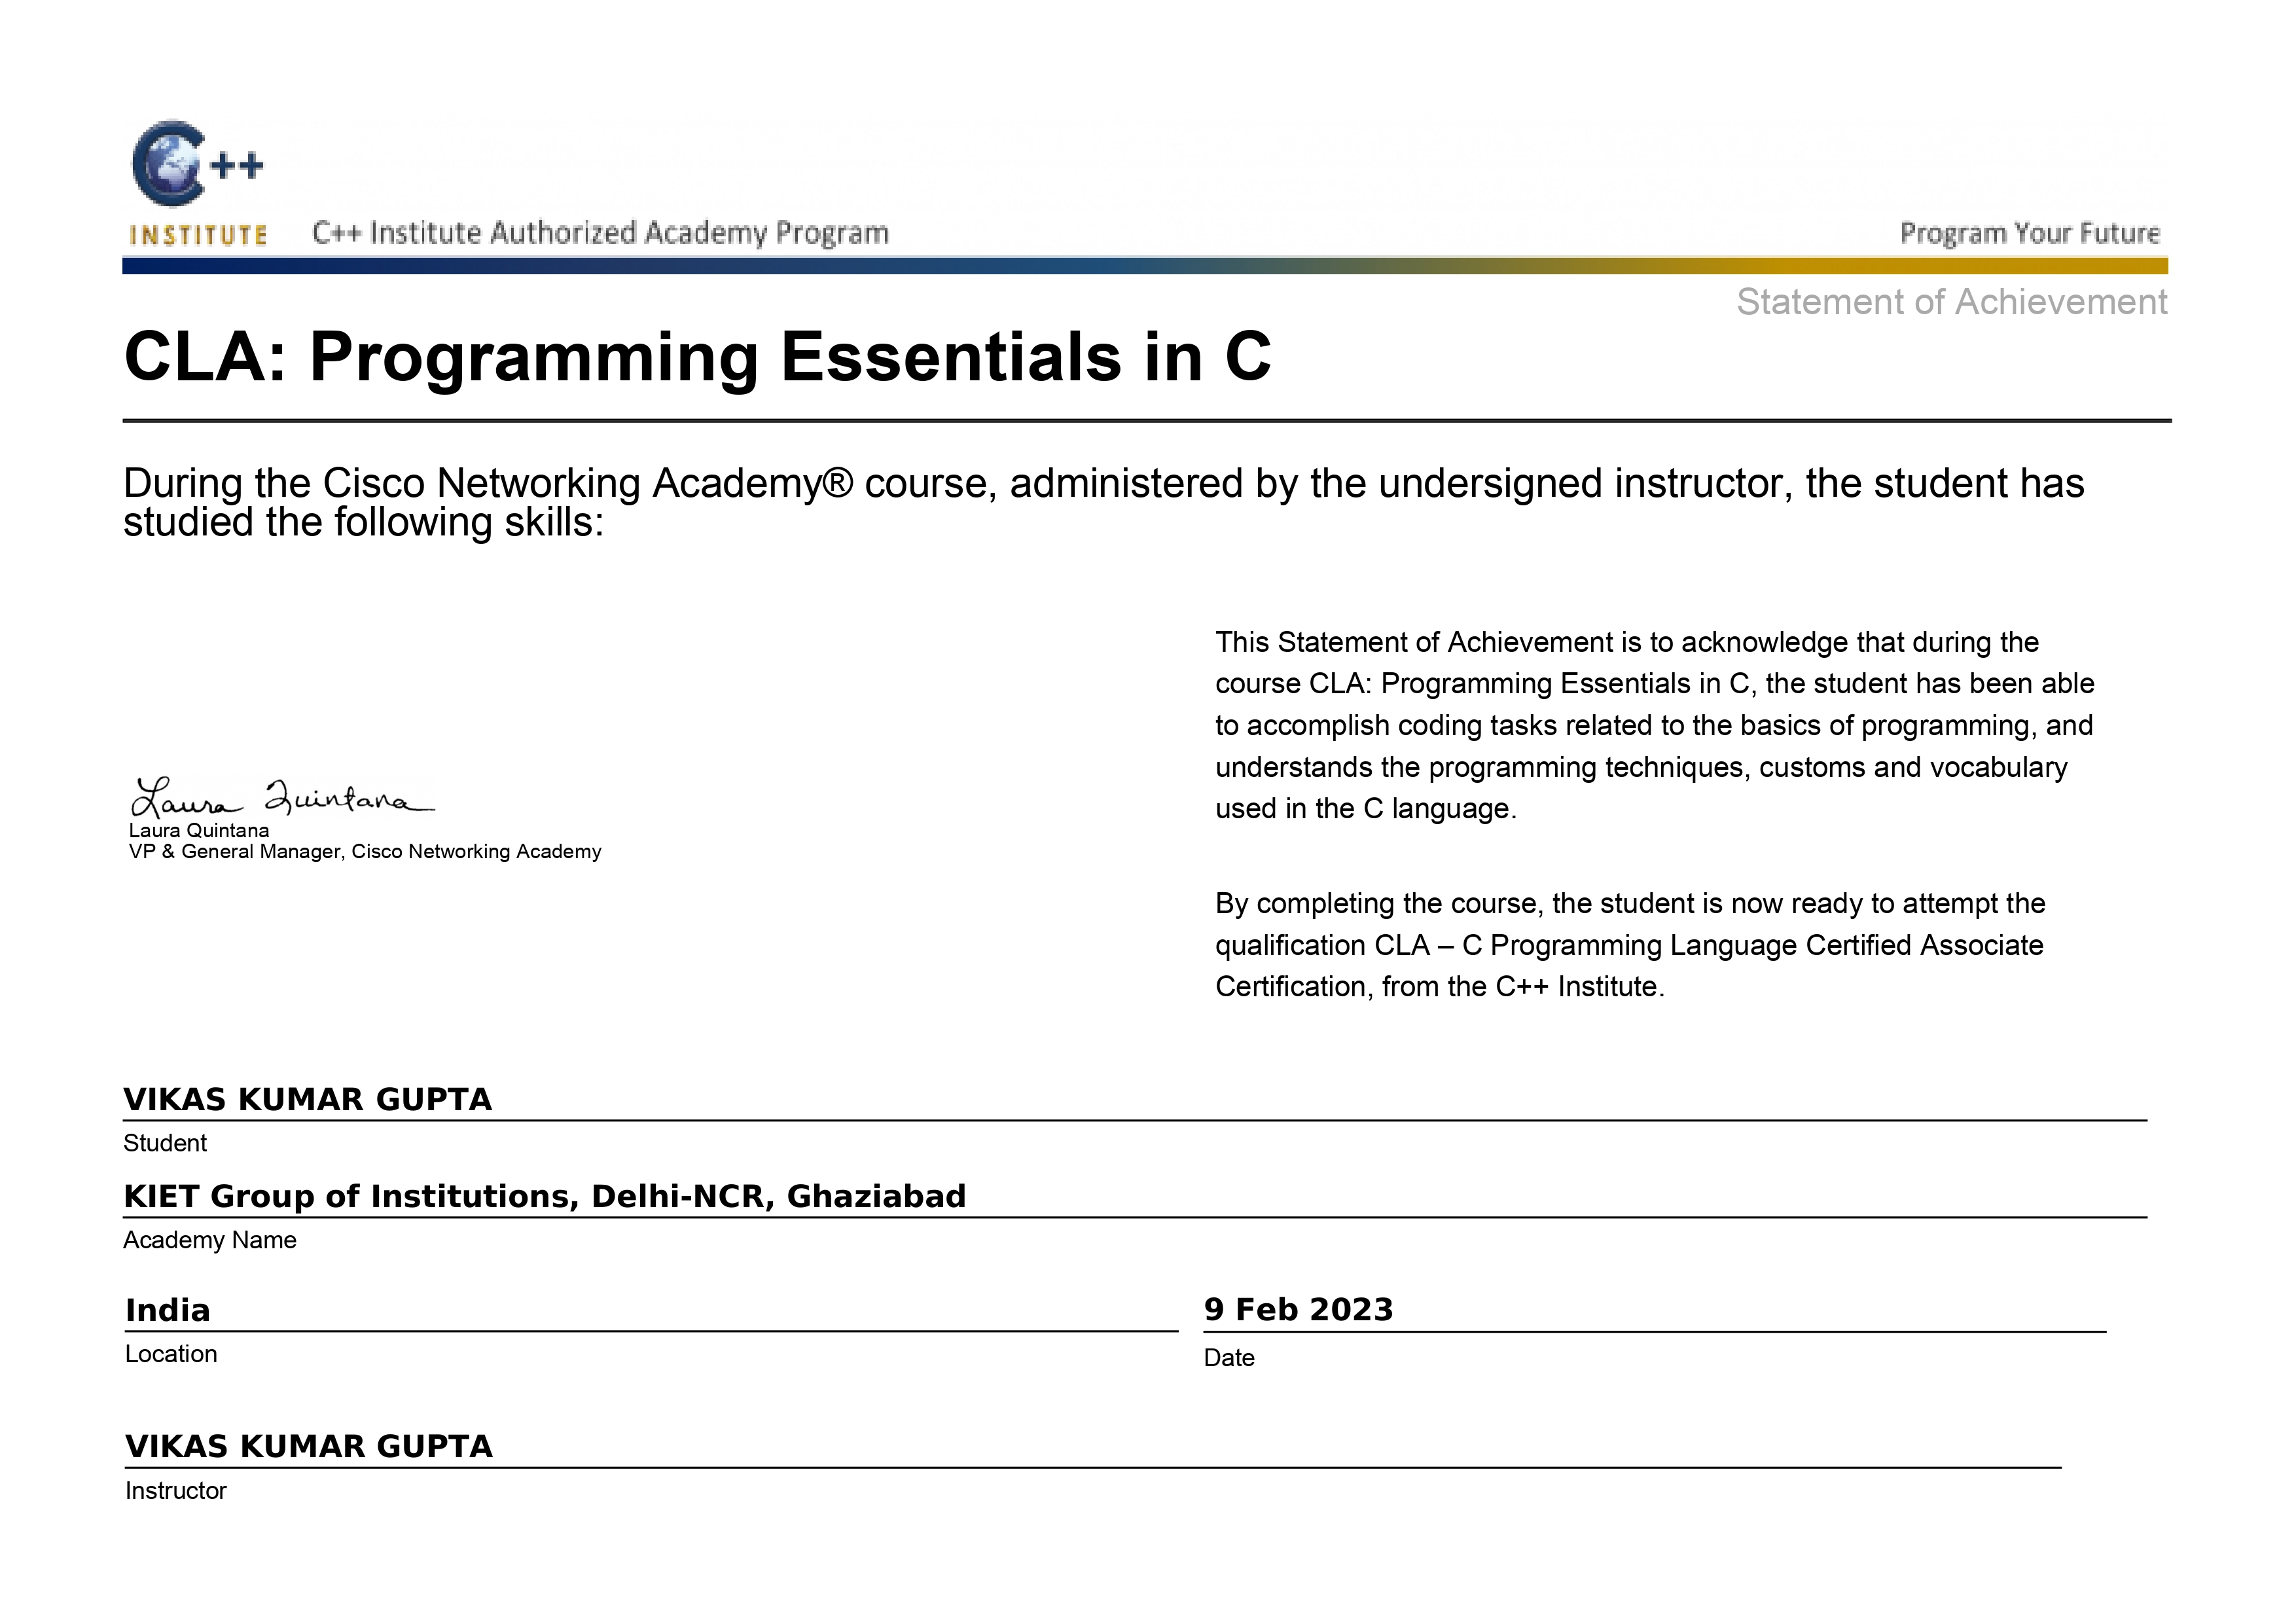 C++
INSTITUTE
C++ Institute Authorized Academy Program
Program Your Future
Statement of Achievement
CLA: Programming Essentials in C
During the Cisco Networking Academy® course, administered by the undersigned instructor, the student has
studied the following skills:
This Statement of Achievement is to acknowledge that during the
course CLA: Programming Essentials in C, the student has been able
to accomplish coding tasks related to the basics of programming, and
understands the programming techniques, customs and vocabulary
used in the C language.
By completing the course, the student is now ready to attempt the
qualification CLA – C Programming Language Certified Associate
Certification, from the C++ Institute.
Laura Quintana
Laura Quintana
VP & General Manager, Cisco Networking Academy
VIKAS KUMAR GUPTA
Student
KIET Group of Institutions, Delhi-NCR, Ghaziabad
Academy Name
India
Location
9 Feb 2023
Date
VIKAS KUMAR GUPTA
Instructor